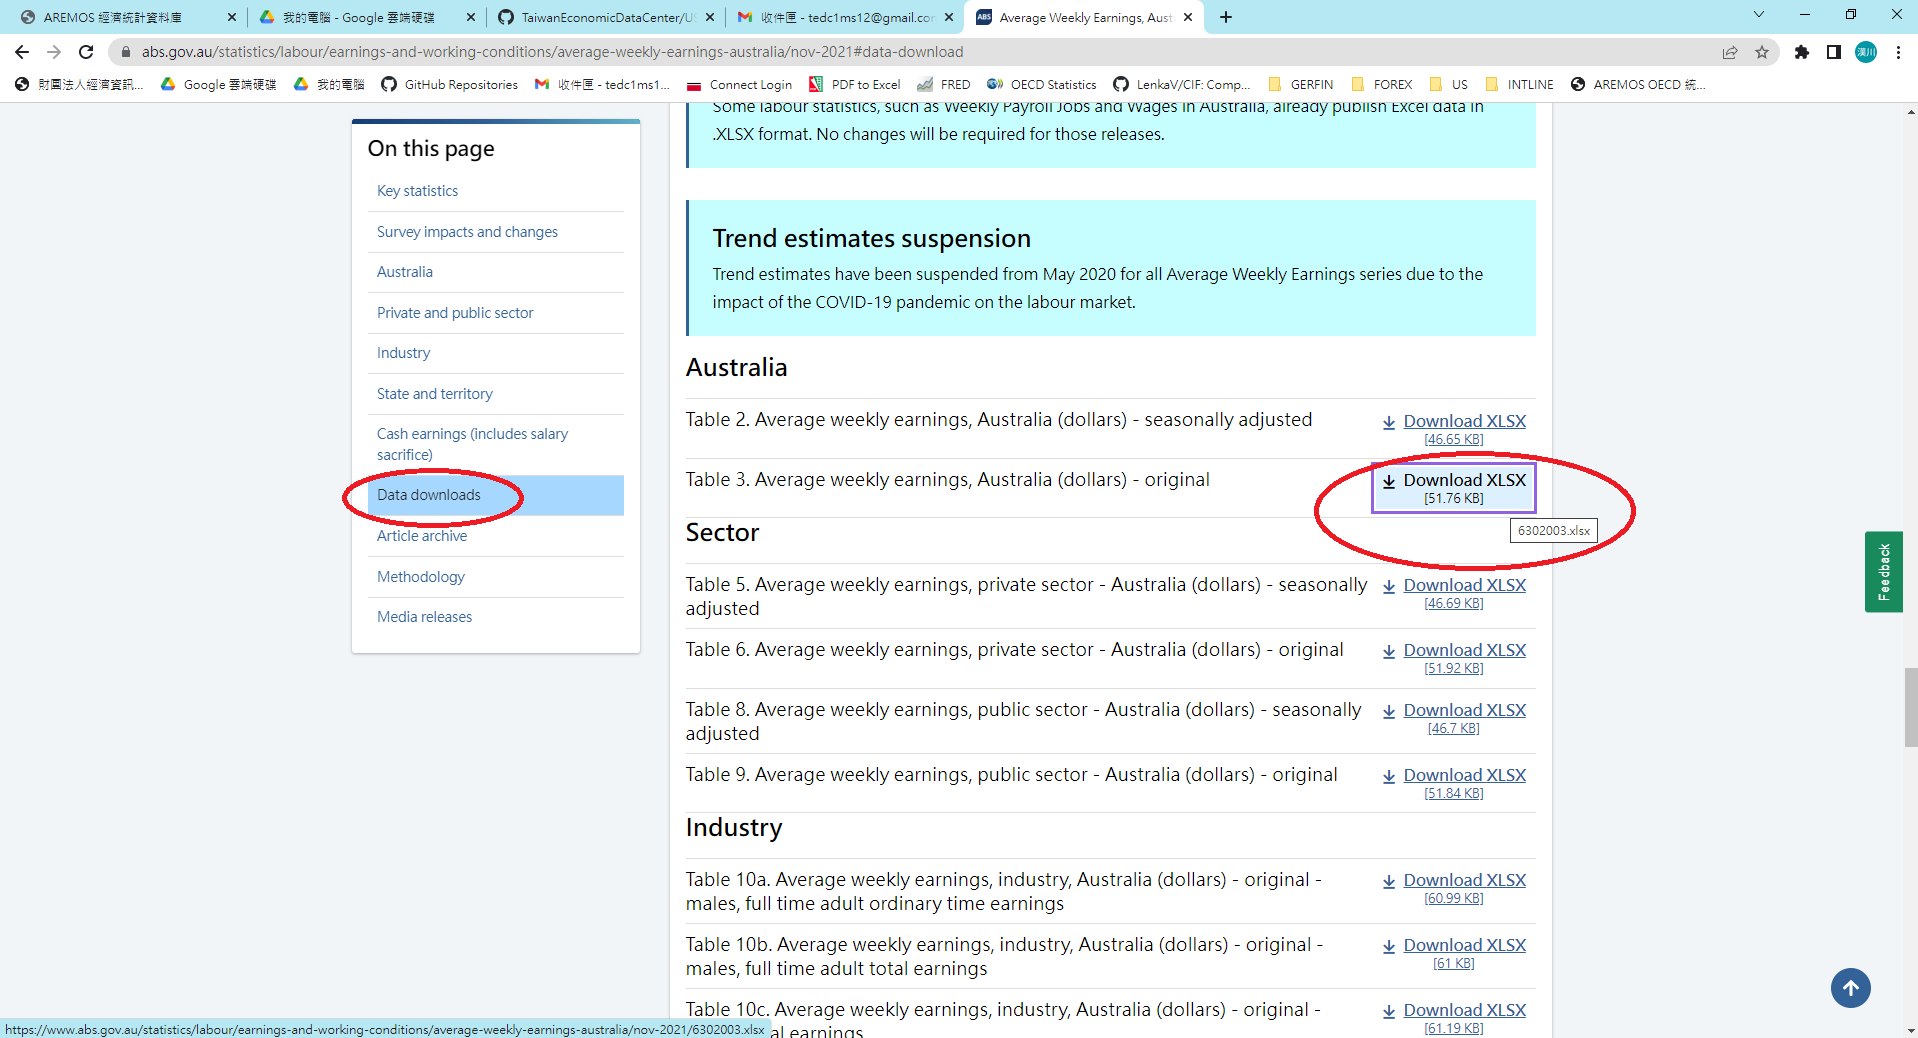 AREMOS 經濟統計資料庫
我的電腦 - Google 雲端硬碟
TaiwanEconomicDataCenter/US
收件匣 - tedc1ms12@gmail.com
ABS
Average Weekly Earnings, Aust
abs.gov.au/statistics/labour/earnings-and-working-conditions/average-weekly-earnings-australia/nov-2021#data-download
漢川
財團法人經濟資訊...
Google 雲端硬碟
我的電腦
GitHub Repositories
收件匣 - tedc1ms1...
Connect Login
PDF to Excel
FRED
OECD Statistics
LenkaV/CIF: Comp...
GERFIN
FOREX
US
INTLINE
AREMOS OECD 統...
On this page
Key statistics
Survey impacts and changes
Australia
Private and public sector
Industry
State and territory
Cash earnings (includes salary
sacrifice)
Data downloads
Article archive
Methodology
Media releases
Some labour statistics, such as Weekly Payroll Jobs and Wages in Australia, already publish Excel data in
.XLSX format. No changes will be required for those releases.
Trend estimates suspension
Trend estimates have been suspended from May 2020 for all Average Weekly Earnings series due to the
impact of the COVID-19 pandemic on the labour market.
Australia
Table 2. Average weekly earnings, Australia (dollars) - seasonally adjusted
Download XLSX
[46.65 KB]
Table 3. Average weekly earnings, Australia (dollars) - original
Download XLSX
[51.76 KB]
6302003.xlsx
Sector
Table 5. Average weekly earnings, private sector - Australia (dollars) - seasonally
adjusted
Download XLSX
[46.69 KB]
Table 6. Average weekly earnings, private sector - Australia (dollars) - original
Download XLSX
[51.92 KB]
Table 8. Average weekly earnings, public sector - Australia (dollars) - seasonally
adjusted
Download XLSX
[46.7 KB]
Table 9. Average weekly earnings, public sector - Australia (dollars) - original
Download XLSX
[51.84 KB]
Industry
Table 10a. Average weekly earnings, industry, Australia (dollars) - original -
males, full time adult ordinary time earnings
Download XLSX
[60.99 KB]
Table 10b. Average weekly earnings, industry, Australia (dollars) - original -
males, full time adult total earnings
Download XLSX
[61 KB]
Table 10c. Average weekly earnings, industry, Australia (dollars) - original -
al earnings
Download XLSX
[61.19 KB]
Feedback
https://www.abs.gov.au/statistics/labour/earnings-and-working-conditions/average-weekly-earnings-australia/nov-2021/6302003.xlsx